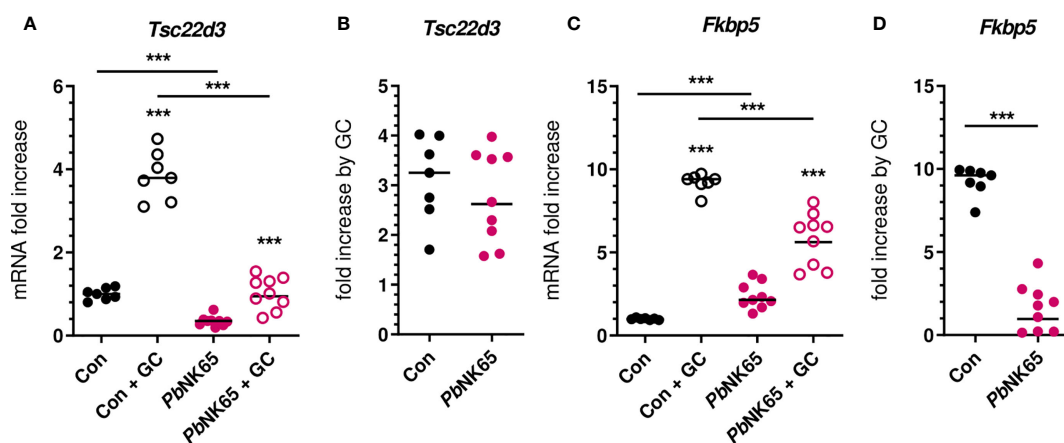 A
Tsc22d3
mRNA fold increase
6
4
2
0
***
***
***
***
Con
Con + GC
PbNK65
PbNK65 + GC
B
Tsc22d3
fold increase by GC
5
4
3
2
1
0
Con
PbNK65
C
Fkbp5
mRNA fold increase
15
10
5
0
***
***
***
***
Con
Con + GC
PbNK65
PbNK65 + GC
D
Fkbp5
fold increase by GC
15
10
5
0
***
Con
PbNK65